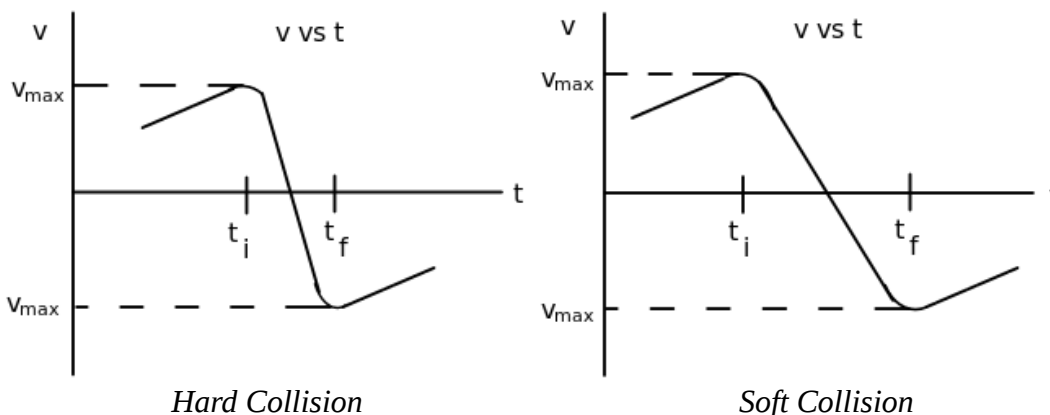 v
v vs t
vmax
t
ti
tf
vmax
Hard Collision
v
v vs t
vmax
ti
tf
vmax
Soft Collision